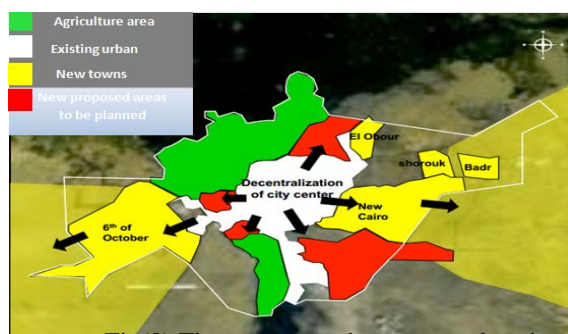 Agriculture area
Existing urban
New towns
New proposed areas
to be planned
El Obour
shorouk
Badr
Decentralization
of city center
New
Cairo
6th of
October